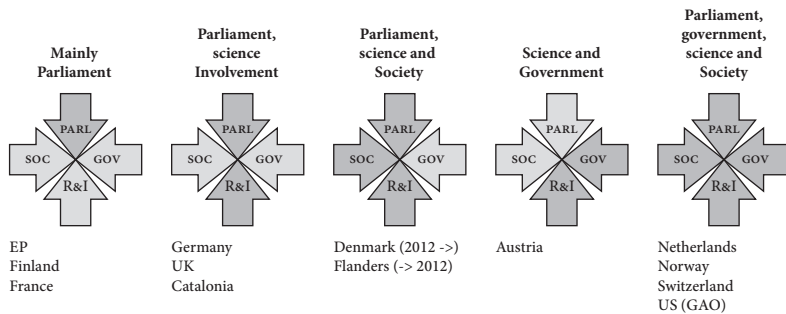 Mainly
Parliament
PARL
SOC
GOV
R&I
EP
Finland
France
Parliament,
science
Involvement
PARL
SOC
GOV
R&I
Germany
UK
Catalonia
Parliament,
science and
Society
PARL
SOC
GOV
R&I
Denmark (2012 ->)
Flanders (-> 2012)
Science and
Government
PARL
SOC
GOV
R&I
Austria
Parliament,
government,
science and
Society
PARL
SOC
GOV
R&I
Netherlands
Norway
Switzerland
US (GAO)